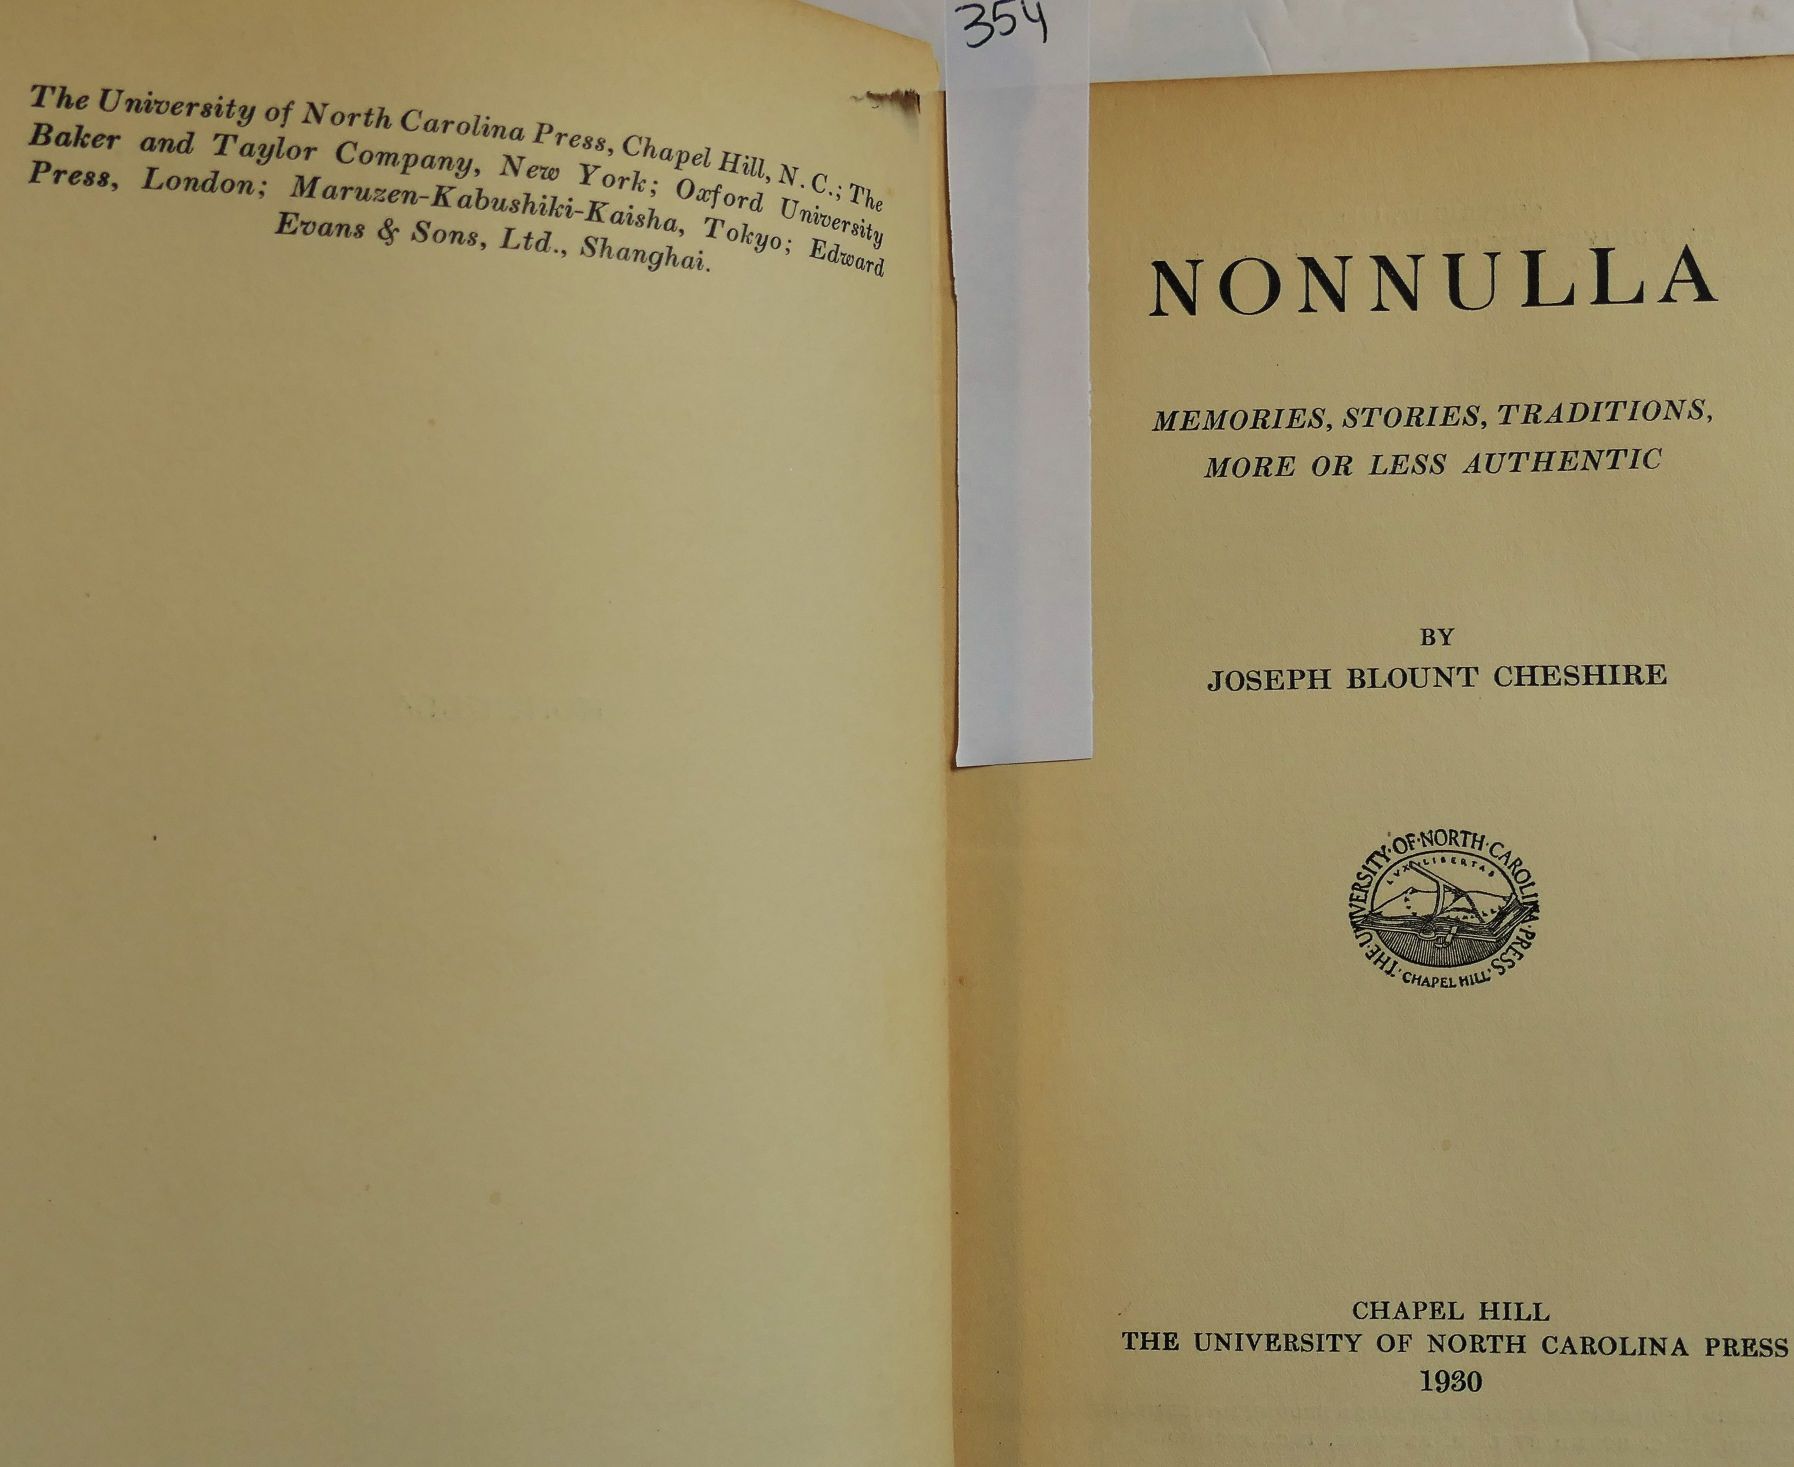 354
The University of North Carolina Press, Chapel Hill, N. C.; The
Baker and Taylor Company, New York; Oxford University
Press, London; Maruzen-Kabushiki-Kaisha, Tokyo; Edward
Evans & Sons, Ltd., Shanghai.
NONNULLA
MEMORIES, STORIES, TRADITIONS,
MORE OR LESS AUTHENTIC
BY
JOSEPH BLOUNT CHESHIRE
THE·UNIVERSITY·OF·NORTH·CAROLINA·PRESS·
LVX LIBERTAS
·CHAPEL HILL·
CHAPEL HILL
THE UNIVERSITY OF NORTH CAROLINA PRESS
1930